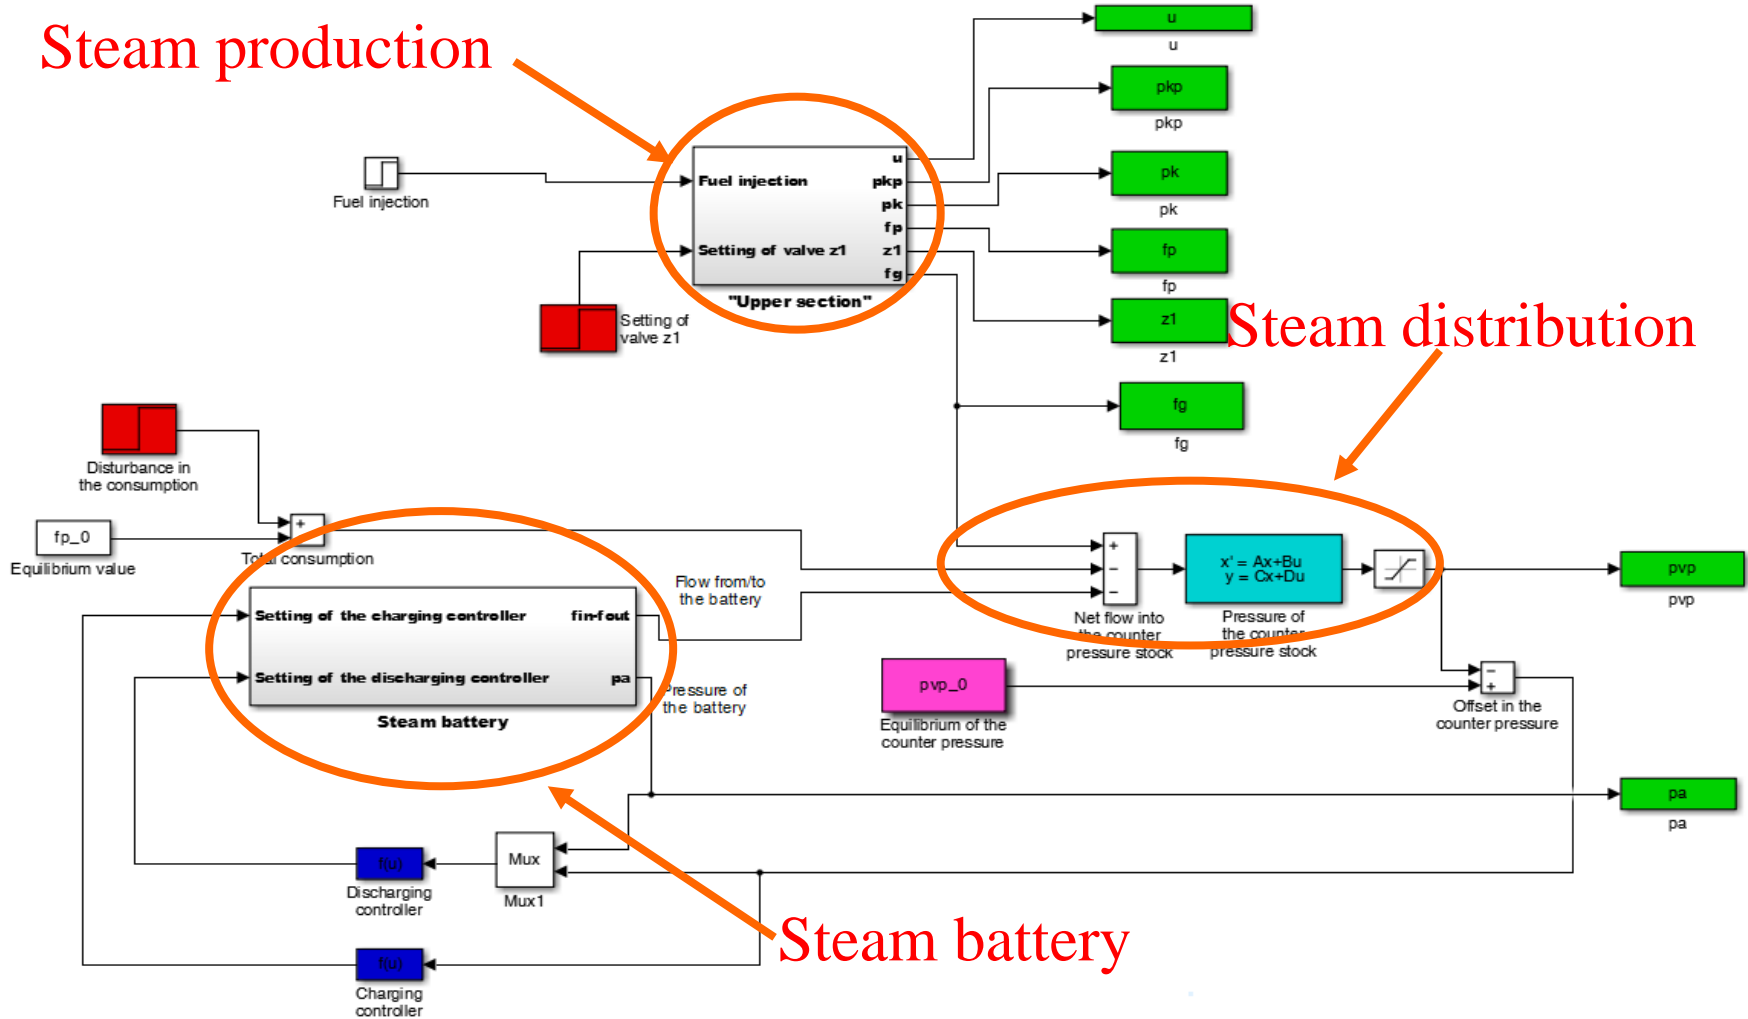 Steam production
u
u
pkp
pkp
pk
pk
fp
fp
z1
z1
fg
fg
Fuel injection
Fuel injection
Setting of valve z1
u
pkp
pk
fp
z1
fg
"Upper section"
Setting of
valve z1
Steam distribution
Disturbance in
the consumption
fp_0
Equilibrium value
+
Total consumption
Setting of the charging controller
fin-fout
Setting of the discharging controller
pa
Steam battery
Flow from/to
the battery
Pressure of
the battery
+
−
−
Net flow into
the counter
pressure stock
x' = Ax+Bu
y = Cx+Du
Pressure of
the counter
pressure stock
pvp
pvp
pvp_0
Equilibrium of the
counter pressure
−
+
Offset in the
counter pressure
pa
pa
Mux
Mux1
f(u)
Discharging
controller
Steam battery
f(u)
Charging
controller